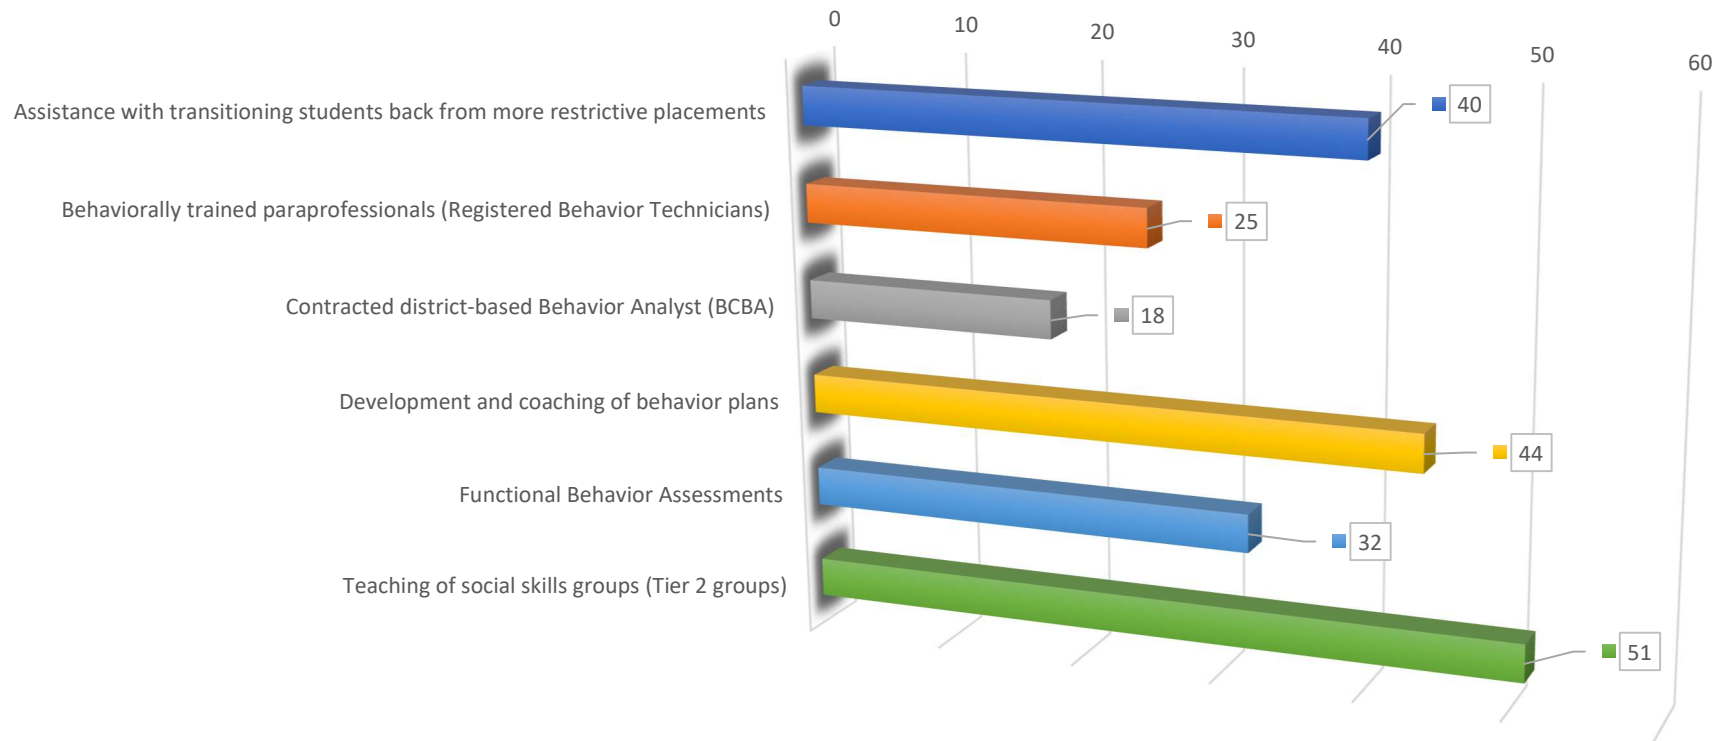 0 10 20 30 40 50 60
Assistance with transitioning students back from more restrictive placements
40
Behaviorally trained paraprofessionals (Registered Behavior Technicians)
25
Contracted district-based Behavior Analyst (BCBA)
18
Development and coaching of behavior plans
44
Functional Behavior Assessments
32
Teaching of social skills groups (Tier 2 groups)
51